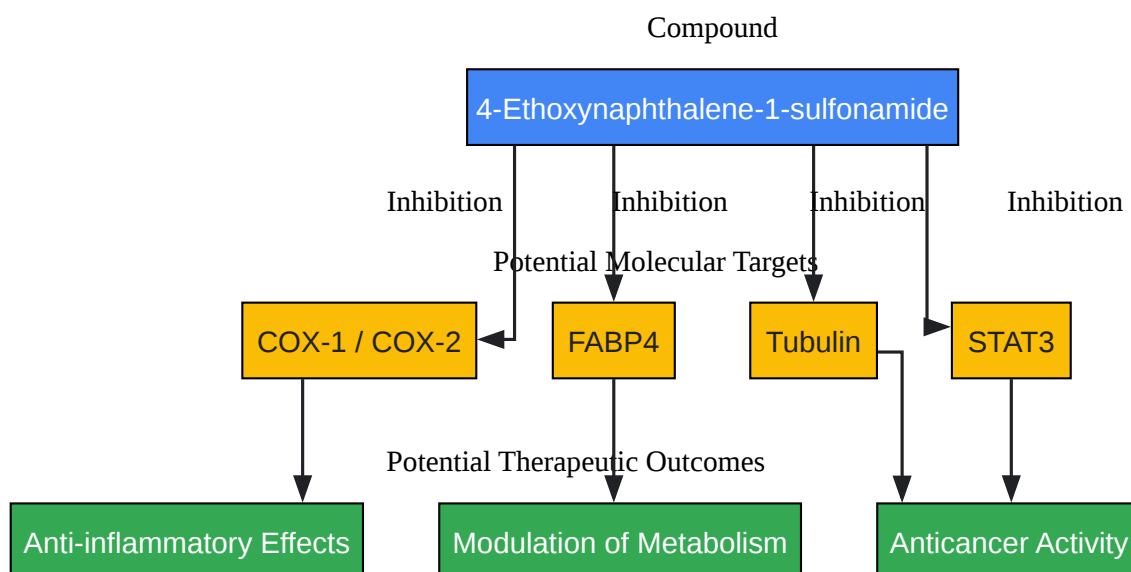 Compound
4-Ethoxynaphthalene-1-sulfonamide
Inhibition
Inhibition
Inhibition
Inhibition
Potential Molecular Targets
COX-1 / COX-2
FABP4
Tubulin
STAT3
Potential Therapeutic Outcomes
Anti-inflammatory Effects
Modulation of Metabolism
Anticancer Activity